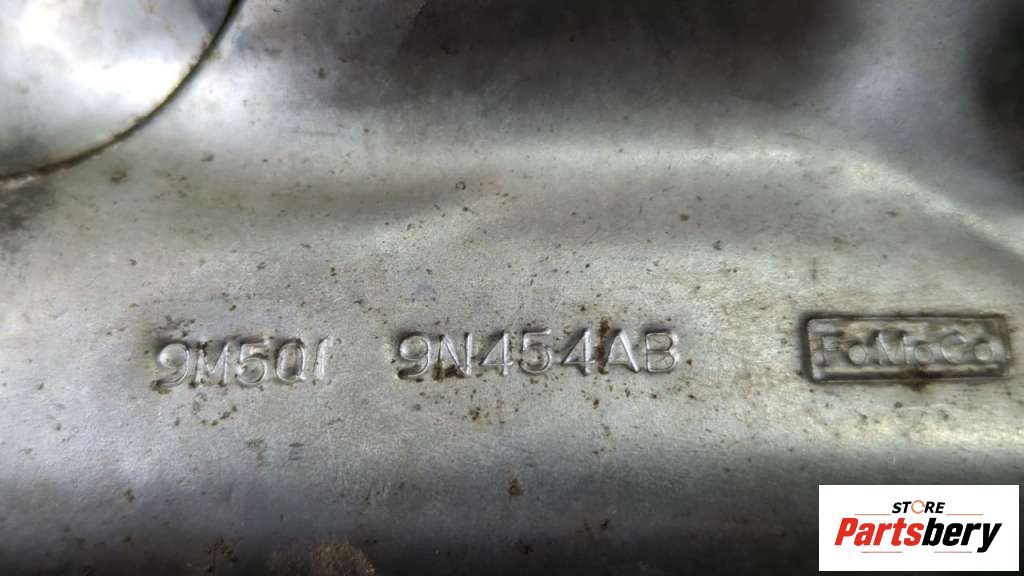 9M5Q 9N454AB FoMoCo
STORE
Partsbery